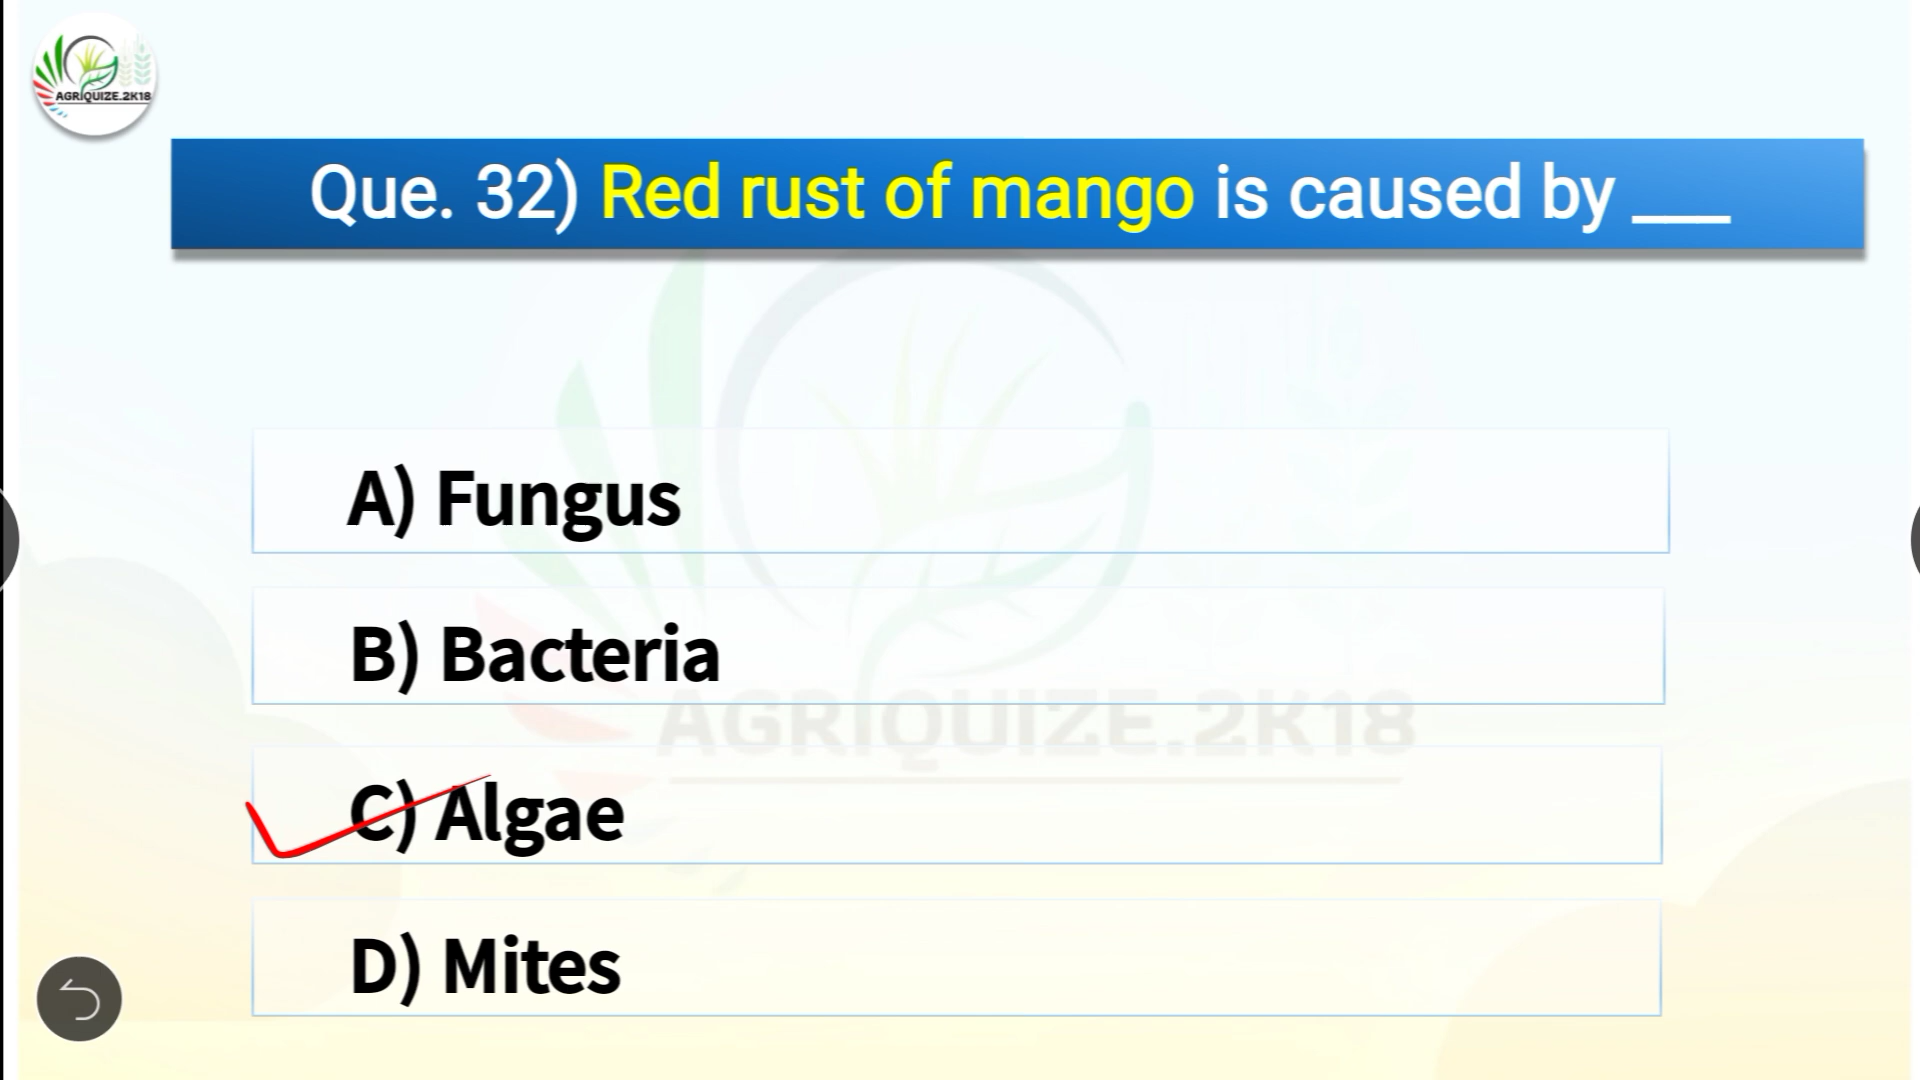 AGRIQUIZE.2K18
Que. 32) Red rust of mango is caused by ___
A) Fungus
B) Bacteria
AGRIQUIZE.2K18
C) Algae
D) Mites